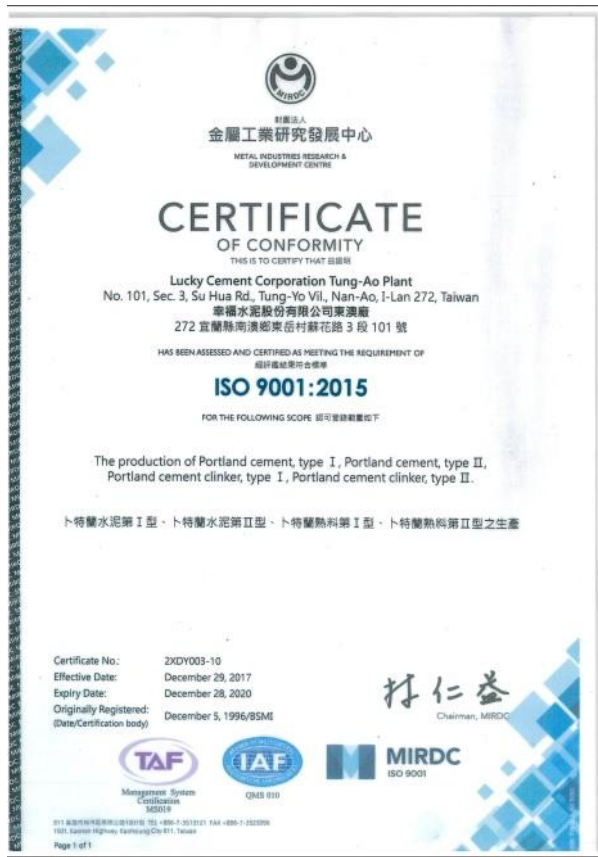 MIRDC
財團法人
金屬工業研究發展中心
METAL INDUSTRIES RESEARCH &
DEVELOPMENT CENTRE
CERTIFICATE
OF CONFORMITY
THIS IS TO CERTIFY THAT 茲證明
Lucky Cement Corporation Tung-Ao Plant
No. 101, Sec. 3, Su Hua Rd., Tung-Yo Vil., Nan-Ao, I-Lan 272, Taiwan
幸福水泥股份有限公司東澳廠
272 宜蘭縣南澳鄉東岳村蘇花路 3 段 101 號
HAS BEEN ASSESSED AND CERTIFIED AS MEETING THE REQUIREMENT OF
經評鑑結果符合標準
ISO 9001:2015
FOR THE FOLLOWING SCOPE 認可登錄範圍如下
The production of Portland cement, type Ⅰ, Portland cement, type Ⅱ,
Portland cement clinker, type Ⅰ, Portland cement clinker, type Ⅱ.
卜特蘭水泥第Ⅰ型、卜特蘭水泥第Ⅱ型、卜特蘭熟料第Ⅰ型、卜特蘭熟料第Ⅱ型之生產
Certificate No.: 2XDY003-10
Effective Date: December 29, 2017
Expiry Date: December 28, 2020
Originally Registered:
(Date/Certification body) December 5, 1996/BSMI
仁益
Chairman, MIRDC
TAF
Management System
Certification
MS019
IAF
QMS 010
MIRDC
ISO 9001
1001, Kaonan Highway, Kaohsiung City 811, Taiwan
Page 1 of 1